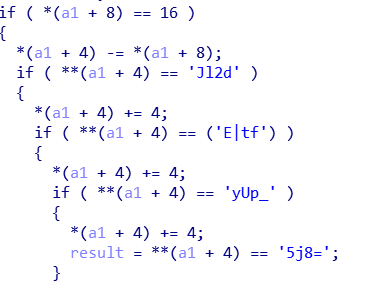 if ( *(a1 + 8) == 16 )
{
*(a1 + 4) -= *(a1 + 8);
if ( **(a1 + 4) == 'Jl2d' )
{
*(a1 + 4) += 4;
if ( **(a1 + 4) == ('E|tf') )
{
*(a1 + 4) += 4;
if ( **(a1 + 4) == 'yUp_' )
{
*(a1 + 4) += 4;
result = **(a1 + 4) == '5j8=';
}